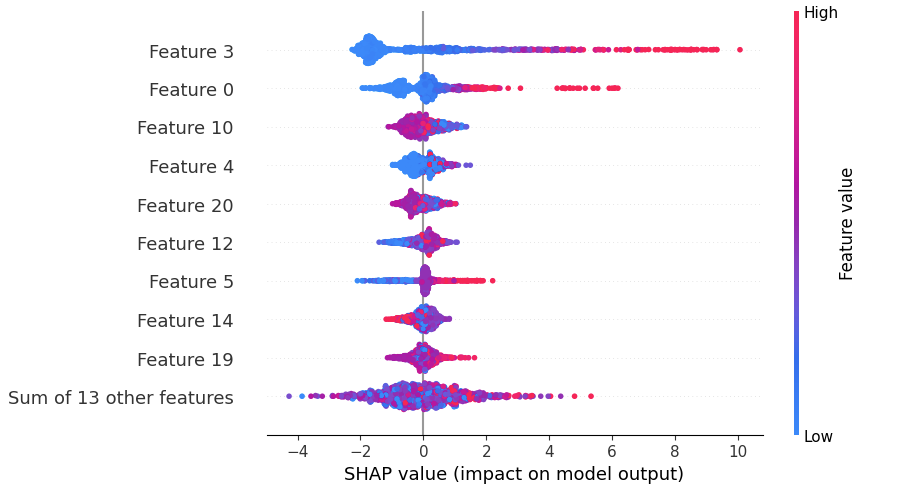 High
Feature 3
Feature 0
Feature 10
Feature 4
Feature 20
Feature 12
Feature 5
Feature 14
Feature 19
Sum of 13 other features
Feature value
Low
−4 −2 0 2 4 6 8 10
SHAP value (impact on model output)